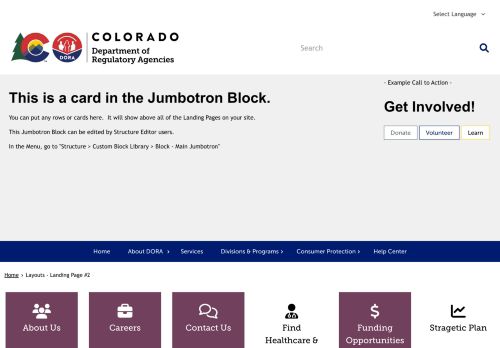 Select Language
COLORADO
Department of
Regulatory Agencies
DORA
Search
- Example Call to Action -
This is a card in the Jumbotron Block.
You can put any rows or cards here. It will show above all of the Landing Pages on your site.
This Jumbotron Block can be edited by Structure Editor users.
In the Menu, go to "Structure > Custom Block Library > Block - Main Jumbotron"
Get Involved!
Donate Volunteer Learn
Home About DORA > Services Divisions & Programs > Consumer Protection > Help Center
Home > Layouts - Landing Page #2
About Us
Careers
Contact Us
Find
Healthcare &
Funding
Opportunities
Stragetic Plan